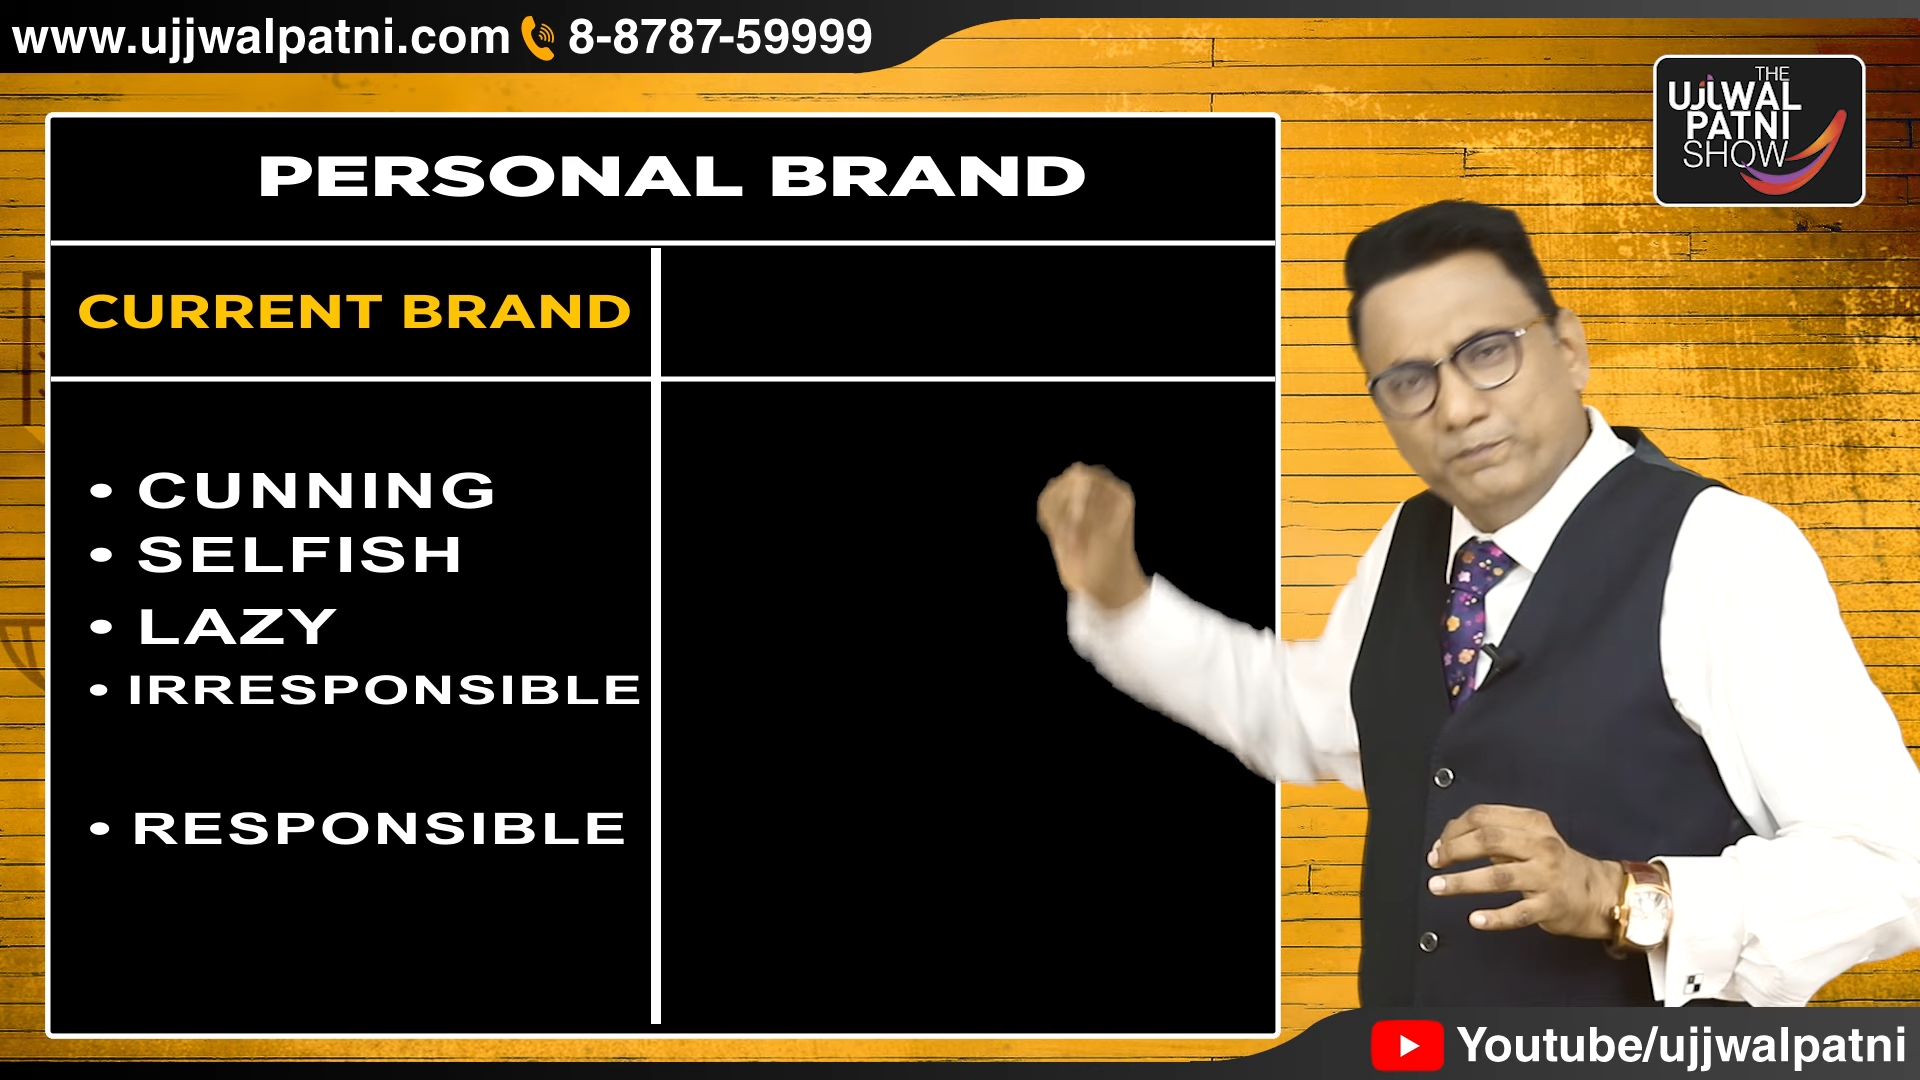 www.ujjwalpatni.com 8-8787-59999
THE
UJJWAL
PATNI
SHOW
PERSONAL BRAND
CURRENT BRAND
• CUNNING
• SELFISH
• LAZY
• IRRESPONSIBLE
• RESPONSIBLE
Youtube/ujjwalpatni